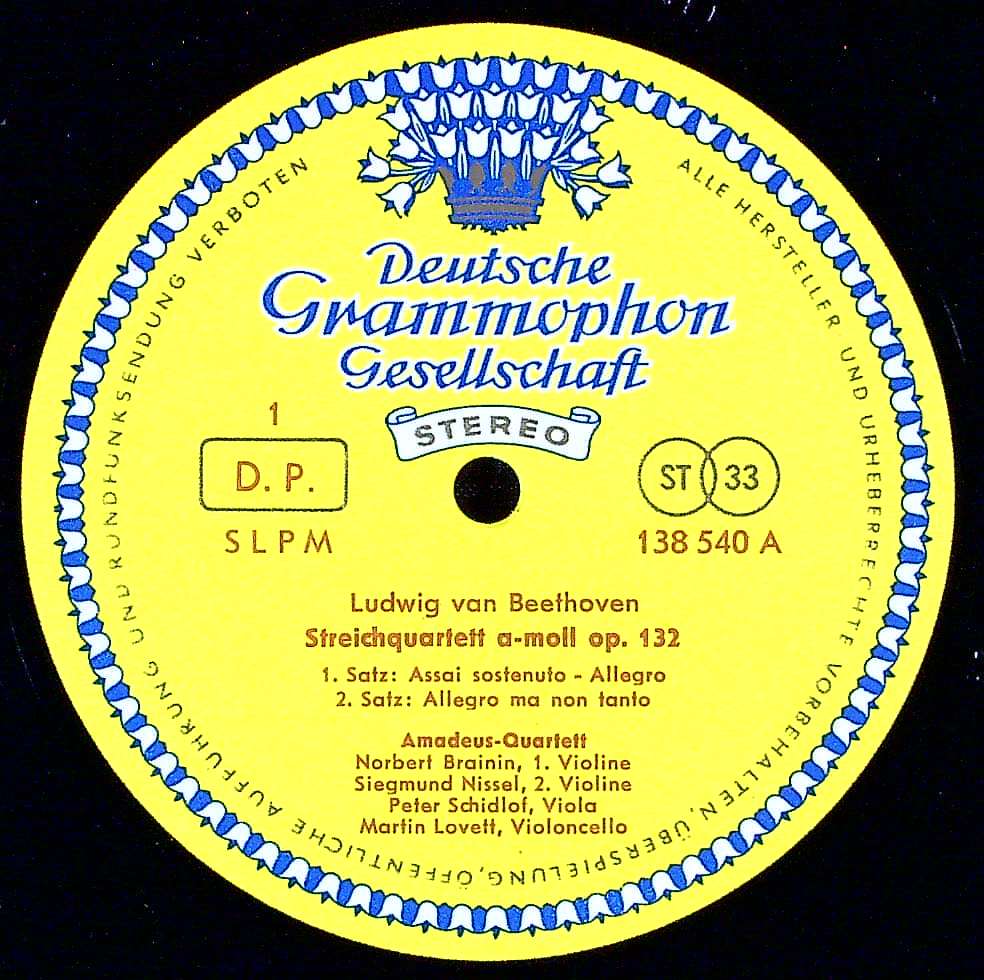 Deutsche
Grammophon
Gesellschaft
STEREO
1
D. P.
SLPM
ST 33
138 540 A
Ludwig van Beethoven
Streichquartett a-moll op. 132
1. Satz: Assai sostenuto - Allegro
2. Satz: Allegro ma non tanto
Amadeus-Quartett
Norbert Brainin, 1. Violine
Siegmund Nissel, 2. Violine
Peter Schidlof, Viola
Martin Lovett, Violoncello
ALLE HERSTELLER UND URHEBERRECHTE VORBEHALTEN, ÜBERSPIELUNG, ÖFFENTLICHE AUFFÜHRUNG UND RUNDFUNKSENDUNG VERBOTEN